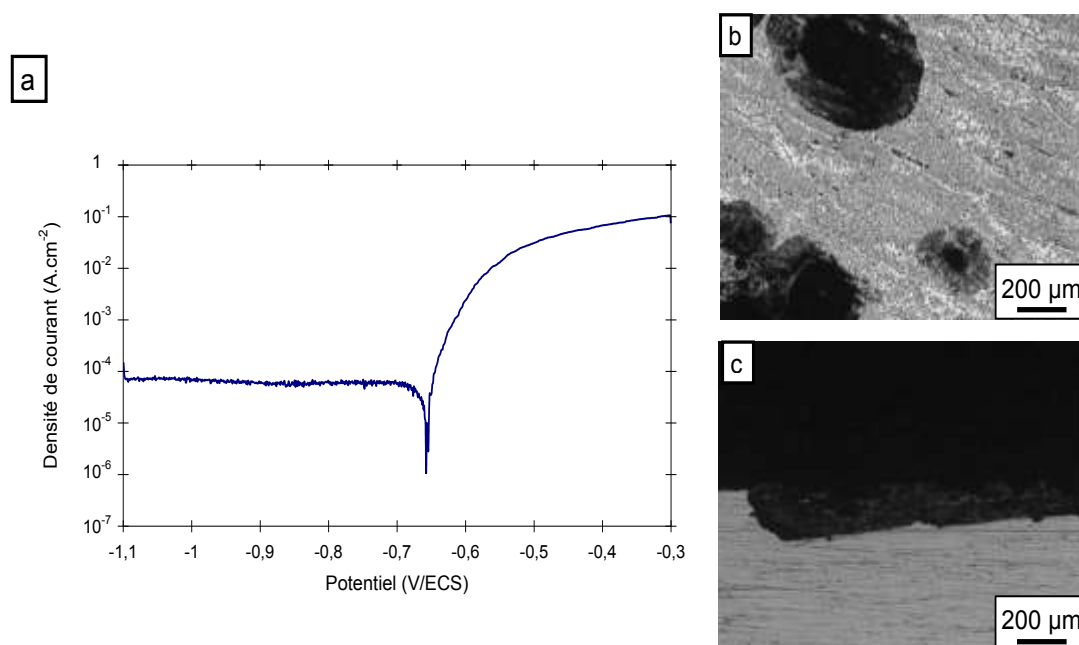 a
Densité de courant (A.cm-2)
1
10-1
10-2
10-3
10-4
10-5
10-6
10-7
-1,1 -1 -0,9 -0,8 -0,7 -0,6 -0,5 -0,4 -0,3
Potentiel (V/ECS)
b
200 µm
c
200 µm